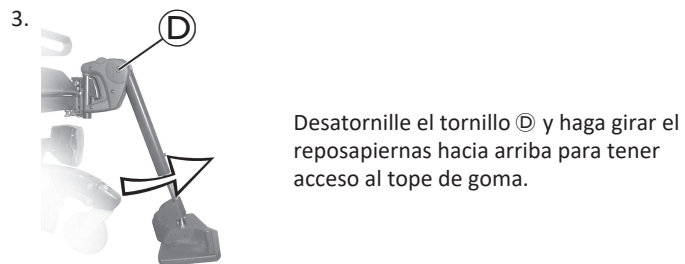 3.
D
Desatornille el tornillo Ⓓ y haga girar el
reposapiernas hacia arriba para tener
acceso al tope de goma.